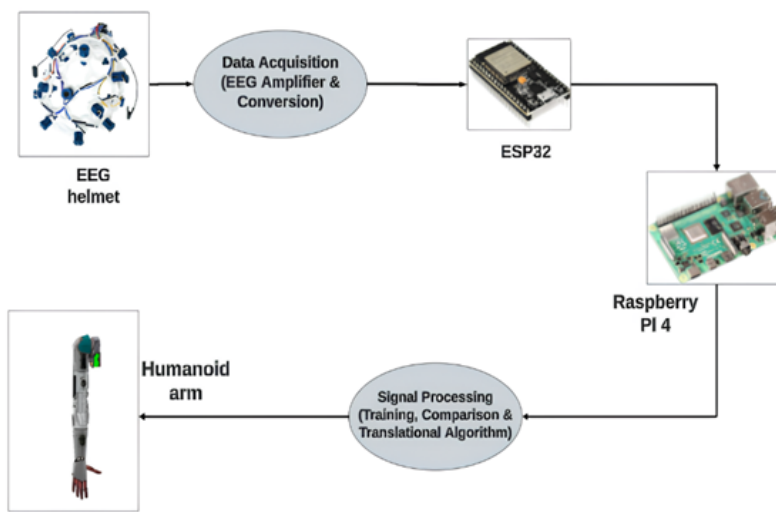 Data Acquisition
(EEG Amplifier &
Conversion)
EEG
helmet
ESP32
Raspberry
PI 4
Humanoid
arm
Signal Processing
(Training, Comparison &
Translational Algorithm)